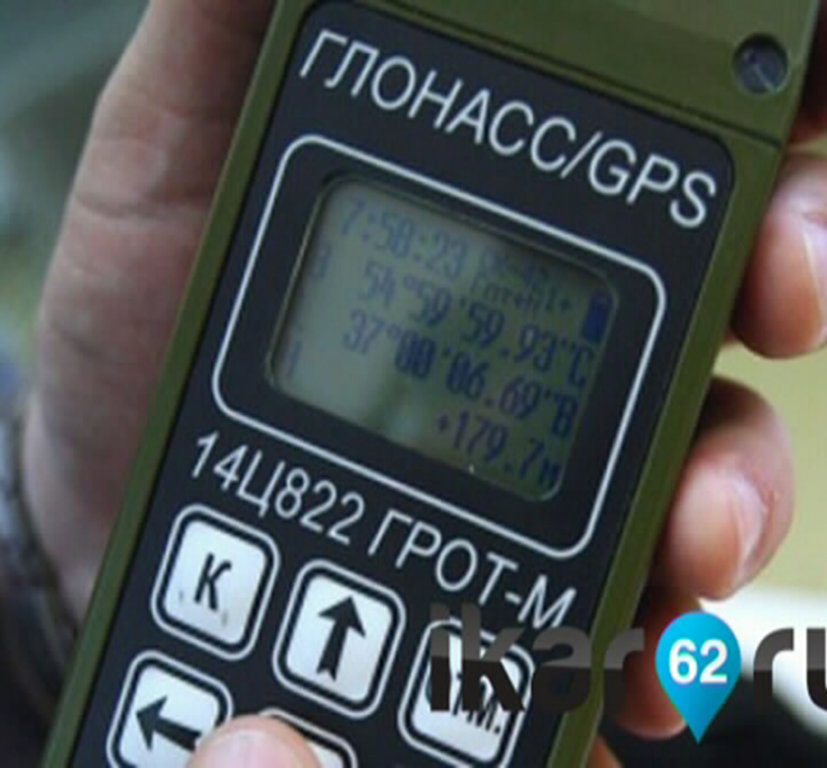 ГЛОНАСС/GPS
7:58:23
54°59'59.93"С
37°00'06.69"В
+179.7м
14Ц822 ГРОТ-М
К
ikar62.ru